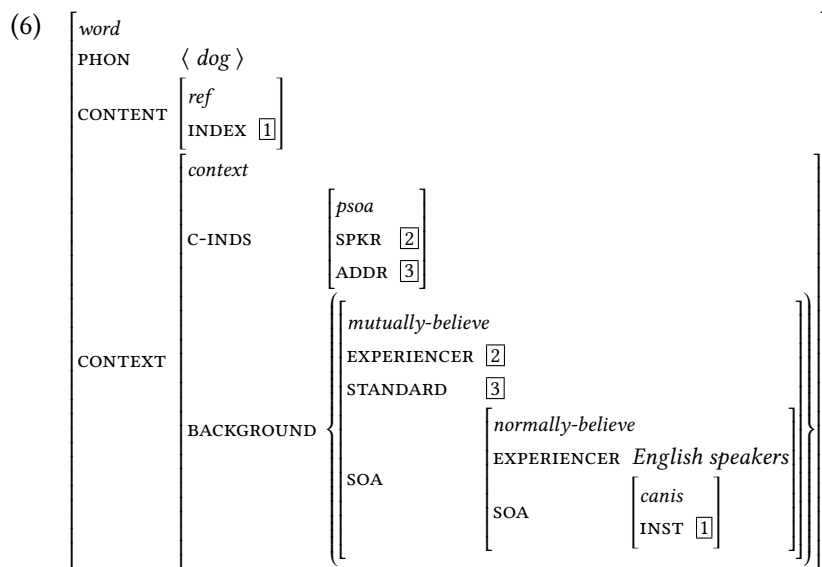 (6)
word
PHON ⟨ dog ⟩
CONTENT
ref
INDEX 1
CONTEXT
context
C-INDS
psoa
SPKR 2
ADDR 3
BACKGROUND
mutually-believe
EXPERIENCER 2
STANDARD 3
SOA
normally-believe
EXPERIENCER English speakers
SOA
canis
INST 1